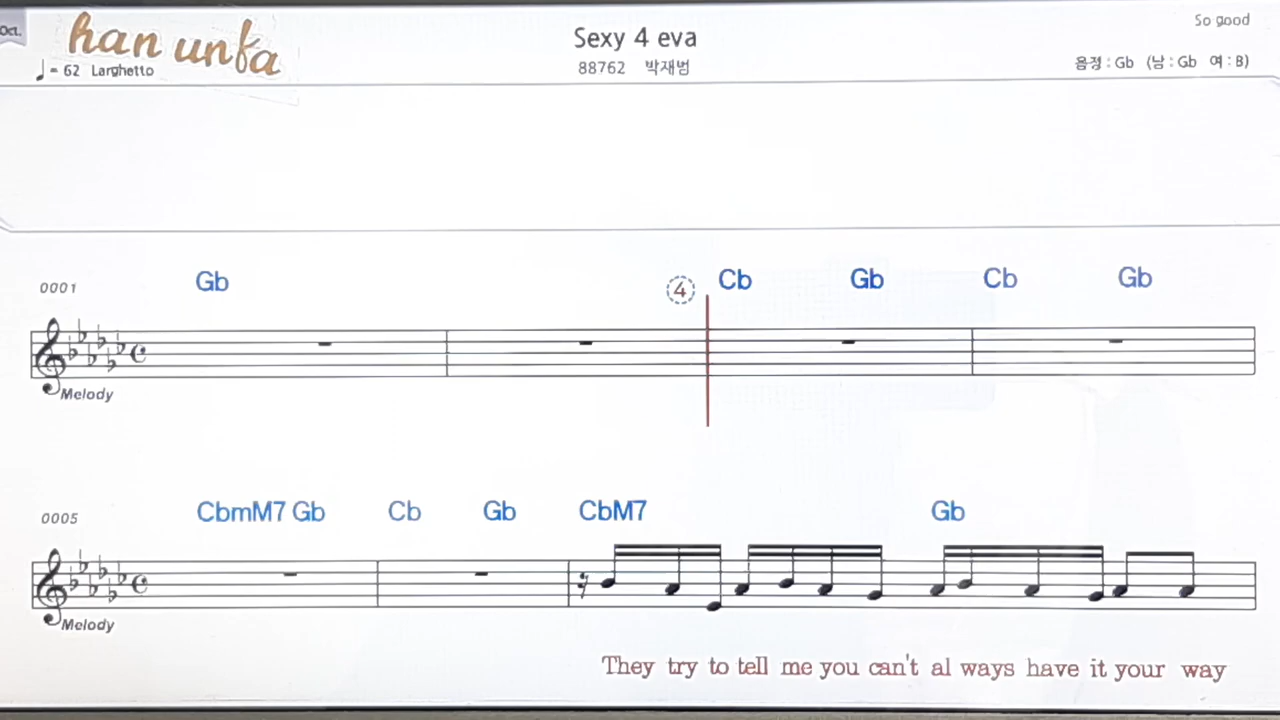 Oct.
han unfa
So good
Sexy 4 eva
♩= 62 Larghetto
88762 박재범
음정 : Gb (남 : Gb 여 : B)
0001
Gb
④
Cb
Gb
Cb
Gb
Melody
0005
CbmM7 Gb
Cb
Gb
CbM7
Gb
Melody
They try to tell me you can't al ways have it your way